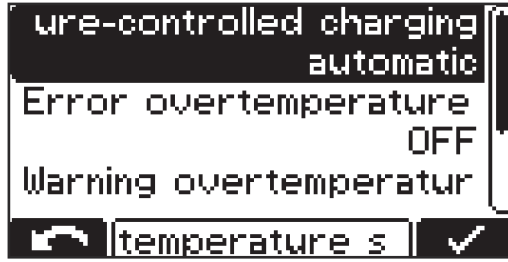 ure-controlled charging
automatic
Error overtemperature
OFF
Warning overtemperatur
temperature s